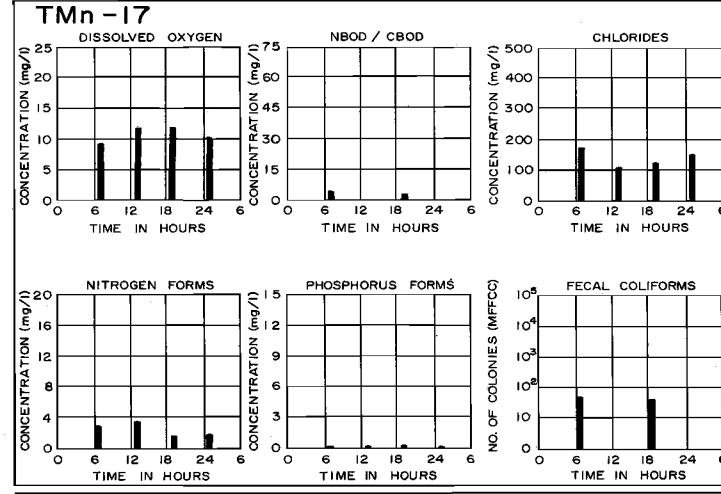 TMn-17
DISSOLVED OXYGEN
CONCENTRATION (mg/l)
25
20
15
10
5
0
0 6 12 18 24 6
TIME IN HOURS
NBOD / CBOD
CONCENTRATION (mg/l)
75
60
45
30
15
0
0 6 12 18 24 6
TIME IN HOURS
CHLORIDES
CONCENTRATION (mg/l)
500
400
300
200
100
0
0 6 12 18 24 6
TIME IN HOURS
NITROGEN FORMS
CONCENTRATION (mg/l)
20
16
12
8
4
0
0 6 12 18 24 6
TIME IN HOURS
PHOSPHORUS FORMS
CONCENTRATION (mg/l)
15
12
9
6
3
0
0 6 12 18 24 6
TIME IN HOURS
FECAL COLIFORMS
NO. OF COLONIES (MFFCC)
10⁵
10⁴
10³
10²
10
0
0 6 12 18 24 6
TIME IN HOURS